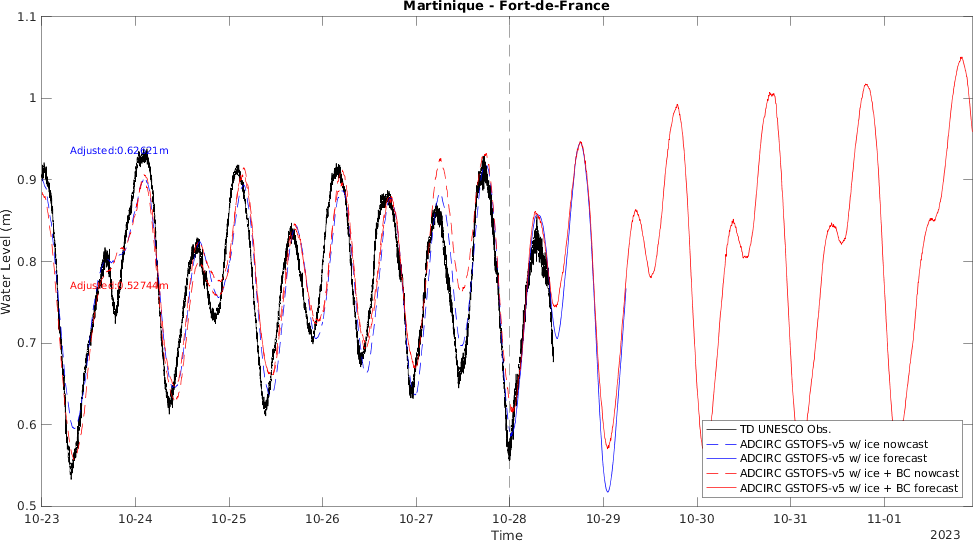 Martinique - Fort-de-France
1.1
1
0.9
0.8
0.7
0.6
0.5
Water Level (m)
Adjusted:0.62621m
Adjusted:0.52744m
TD UNESCO Obs.
ADCIRC GSTOFS-v5 w/ ice nowcast
ADCIRC GSTOFS-v5 w/ ice forecast
ADCIRC GSTOFS-v5 w/ ice + BC nowcast
ADCIRC GSTOFS-v5 w/ ice + BC forecast
10-23 10-24 10-25 10-26 10-27 10-28 10-29 10-30 10-31 11-01
Time
2023